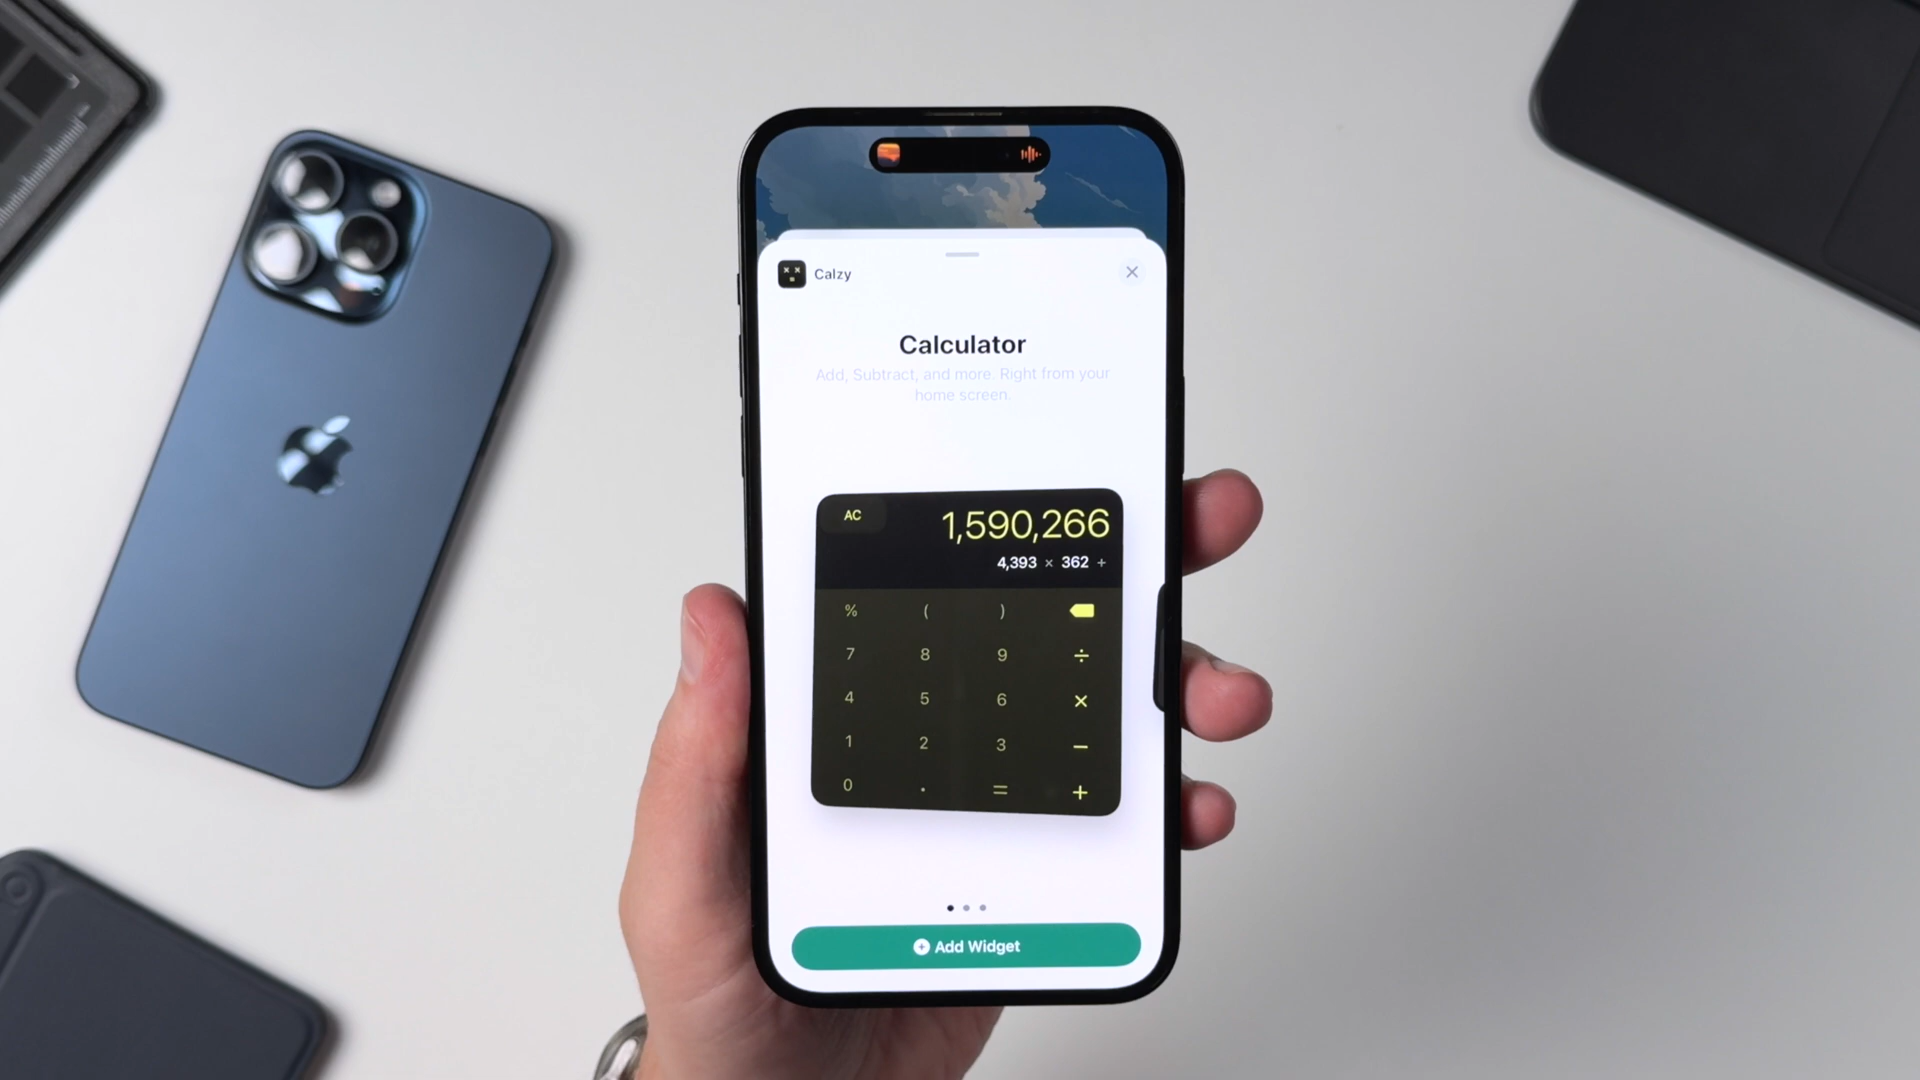 Calzy
Calculator
Add, Subtract, and more. Right from your
home screen.
AC
1,590,266
4,393 × 362 +
% ( )
7 8 9 ÷
4 5 6 ×
1 2 3 −
0 . = +
Add Widget